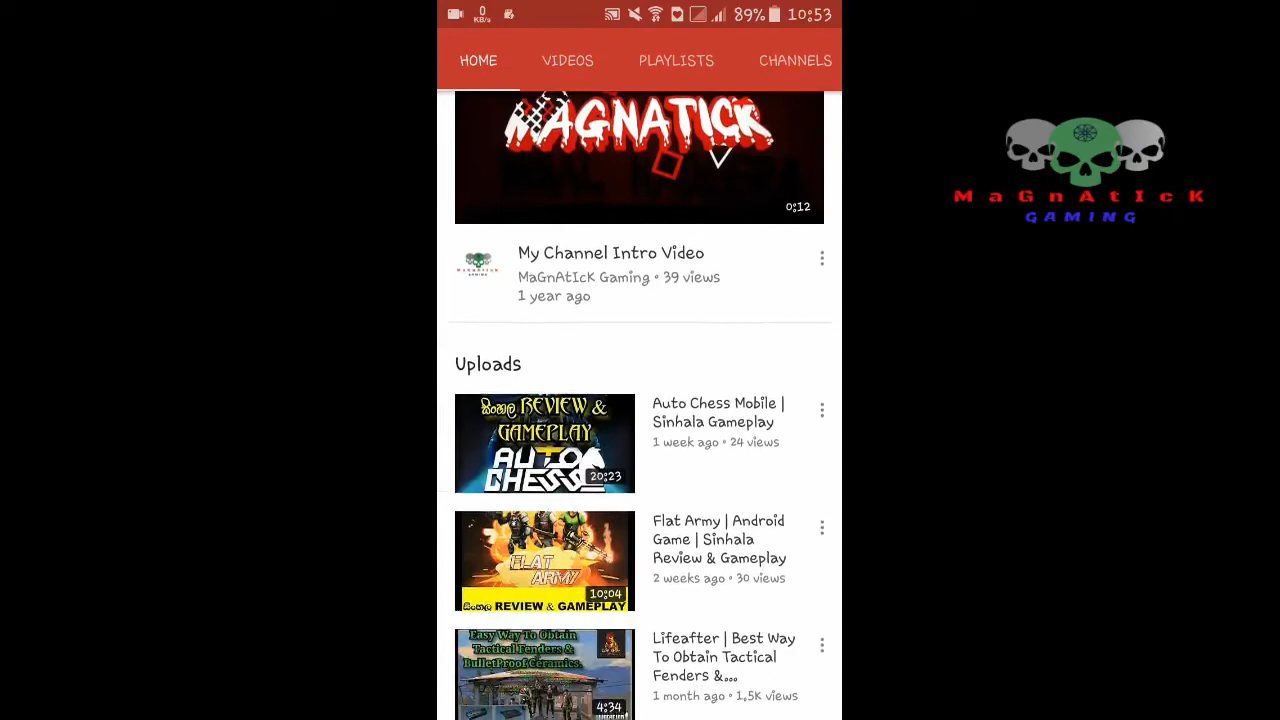 0
KB/s
89% 10:53
HOME VIDEOS PLAYLISTS CHANNELS
MAGNATICK
0:12
My Channel Intro Video
MaGnAtIcK Gaming • 39 views
1 year ago
MaGnAtIcK
GAMING
MaGnAtIcK
GAMING
Uploads
සිංහල REVIEW &
GAMEPLAY
AUTO
CHESS
20:23
Auto Chess Mobile |
Sinhala Gameplay
1 week ago • 24 views
FLAT
ARMY
10:04
සිංහල REVIEW & GAMEPLAY
Flat Army | Android
Game | Sinhala
Review & Gameplay
2 weeks ago • 30 views
Easy Way To Obtain
Tactical Fenders &
BulletProof Ceramics.
4:34
Lifeafter | Best Way
To Obtain Tactical
Fenders &...
1 month ago • 1.5K views